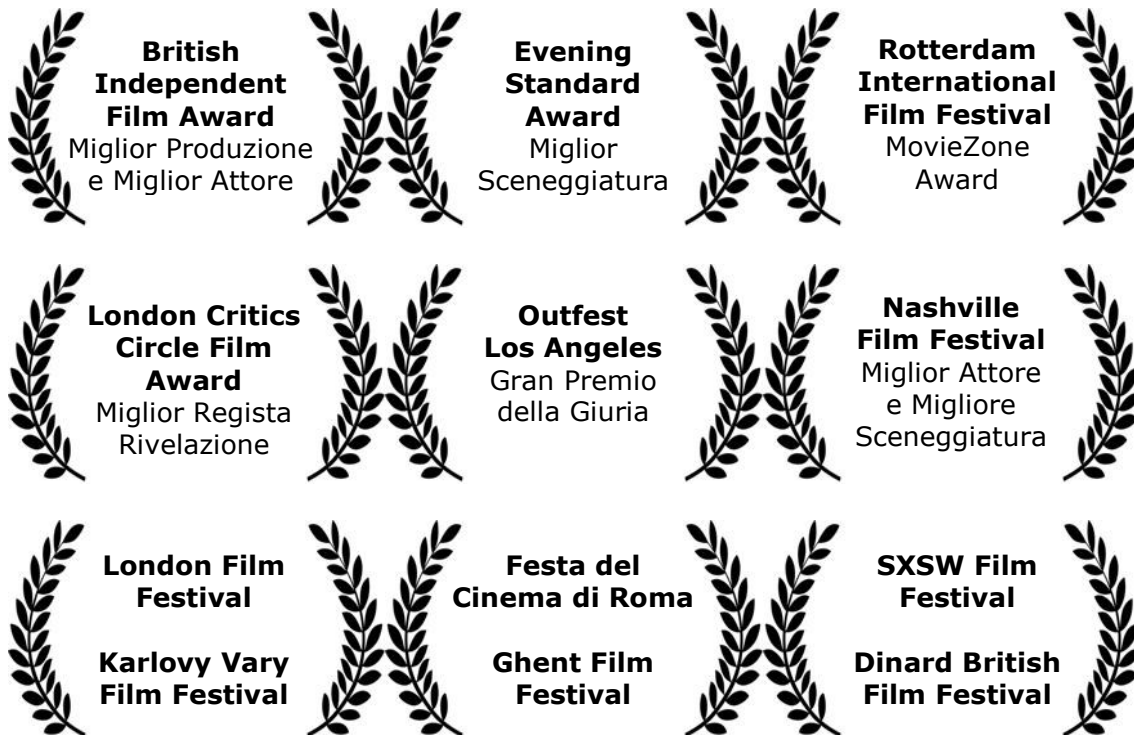 British
Independent
Film Award
Miglior Produzione
e Miglior Attore
Evening
Standard
Award
Miglior
Sceneggiatura
Rotterdam
International
Film Festival
MovieZone
Award
London Critics
Circle Film
Award
Miglior Regista
Rivelazione
Outfest
Los Angeles
Gran Premio
della Giuria
Nashville
Film Festival
Miglior Attore
e Migliore
Sceneggiatura
London Film
Festival
Karlovy Vary
Film Festival
Festa del
Cinema di Roma
Ghent Film
Festival
SXSW Film
Festival
Dinard British
Film Festival